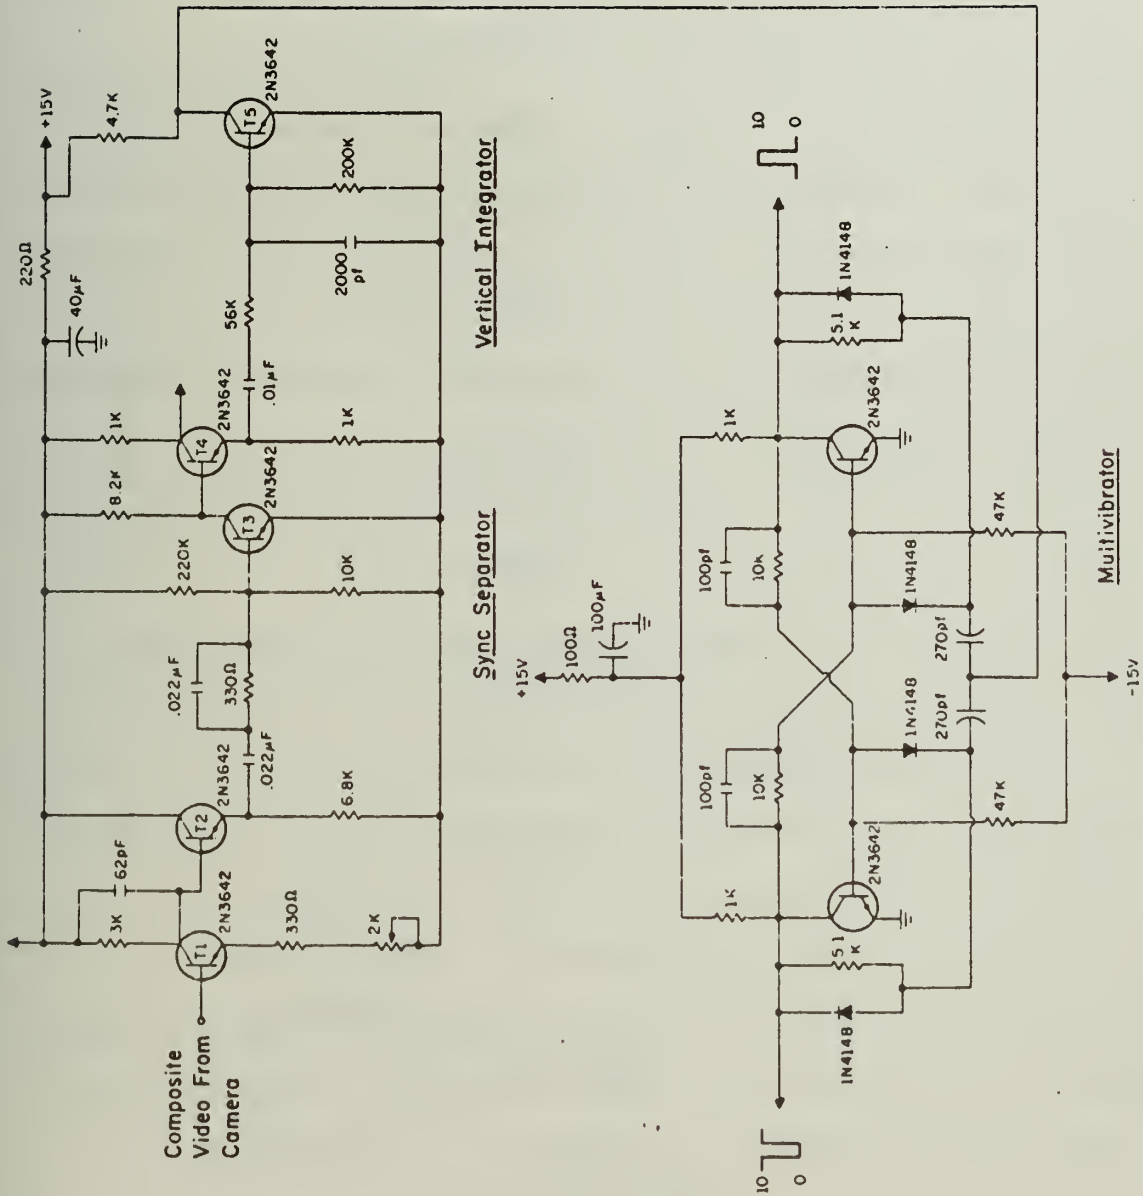 Composite
Video From
Camera
3K
62pF
T1
2N3642
330Ω
2K
T2
2N3642
6.8K
.022µF
.022µF
330Ω
220K
10K
Sync Separator
8.2K
T3
2N3642
1K
T4
2N3642
1K
.01µF
56K
40µF
220Ω
+15V
4.7K
2000
pf
200K
T5
2N3642
Vertical Integrator
+15V
100Ω
100µF
10
0
1N4148
5.1
K
1K
2N3642
100pf
10K
47K
1N4148
270pf
1N4148
270pf
100pf
10K
1K
2N3642
47K
5.1
K
1N4148
10
0
-15V
Multivibrator